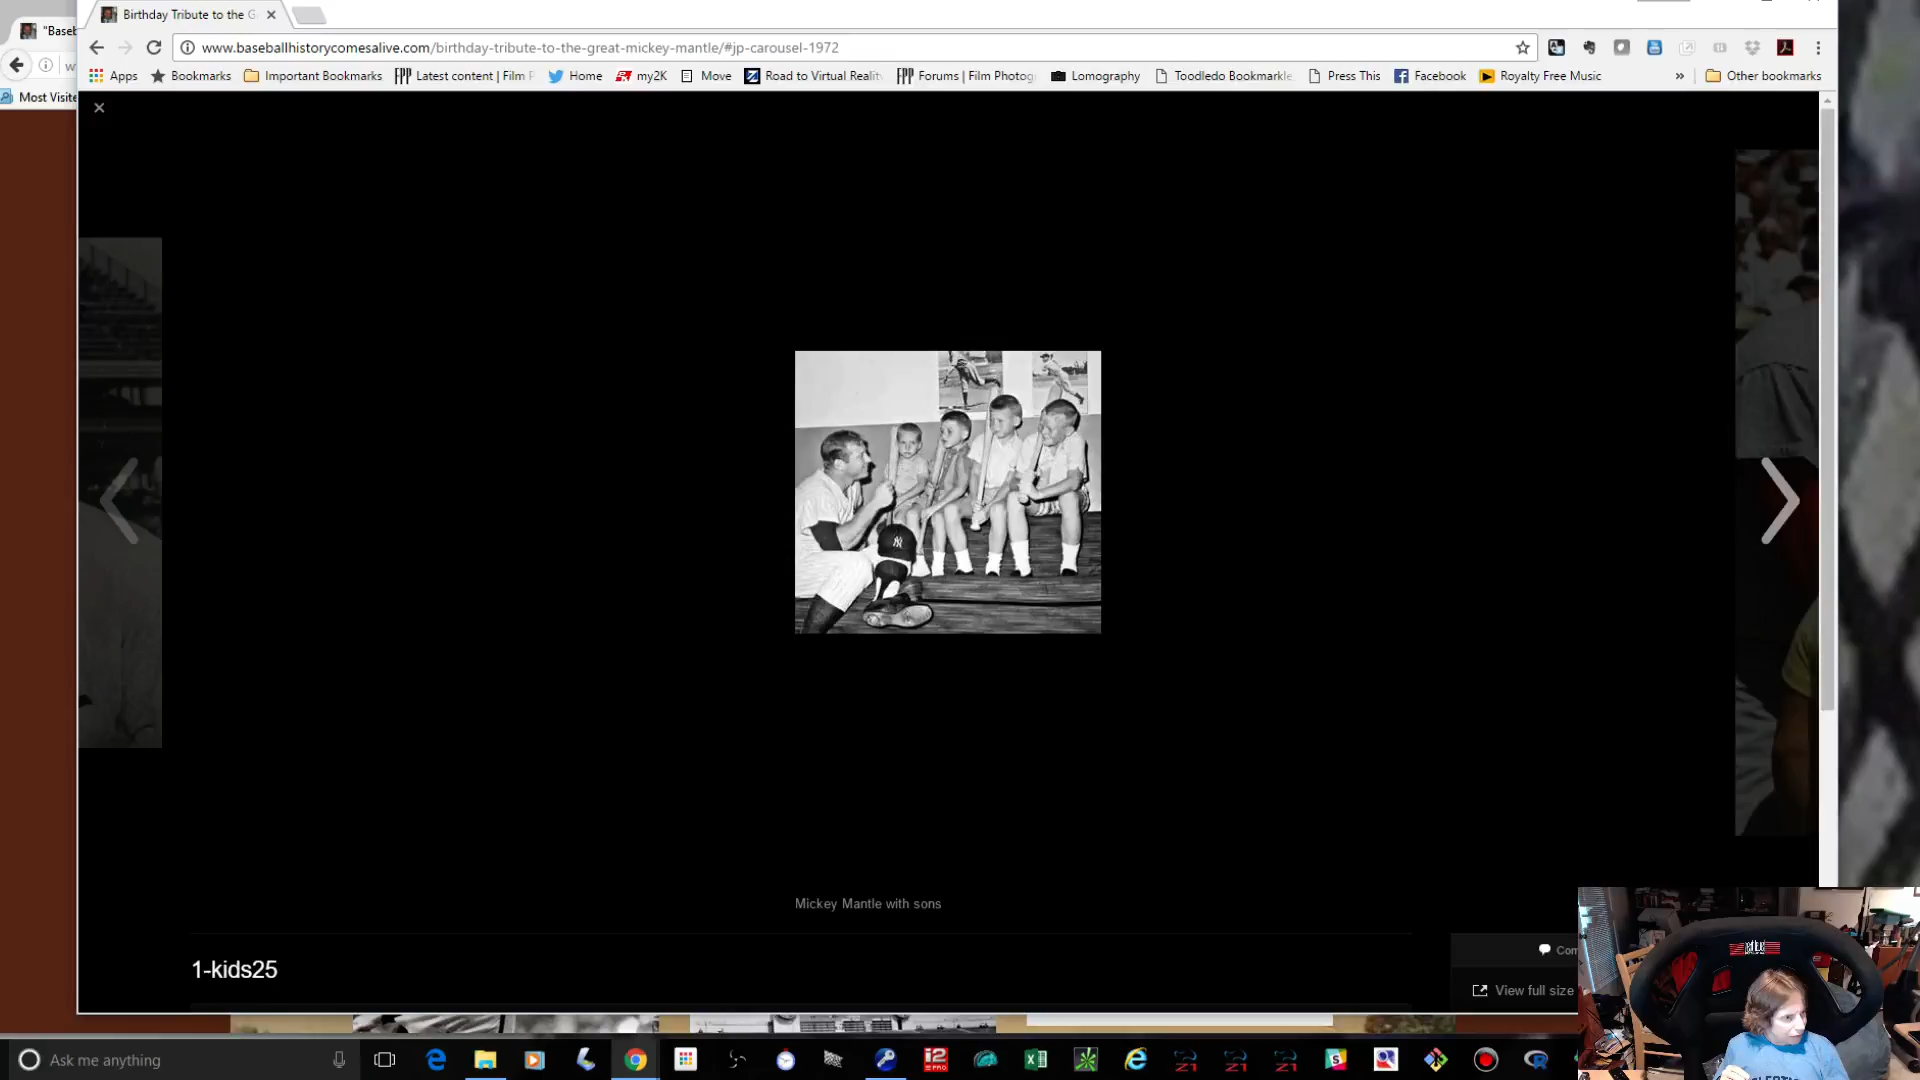 "Baseb
Birthday Tribute to the G
www.baseballhistorycomesalive.com/birthday-tribute-to-the-great-mickey-mantle/#jp-carousel-1972
Apps
Bookmarks
Important Bookmarks
Latest content | Film P
Home
my2K
Move
Road to Virtual Reality
Forums | Film Photog
Lomography
Toodledo Bookmarkle
Press This
Facebook
Royalty Free Music
»
Other bookmarks
Most Visite
Mickey Mantle with sons
1-kids25
Com
View full size
Ask me anything